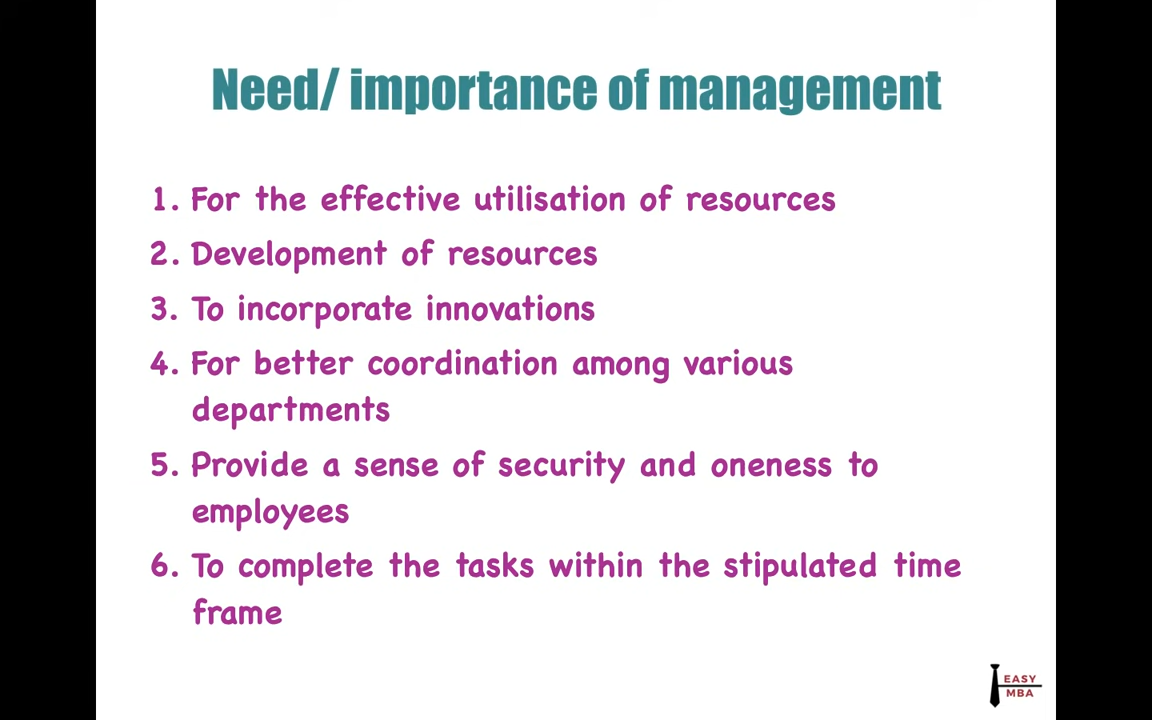 Need/ importance of management
1. For the effective utilisation of resources
2. Development of resources
3. To incorporate innovations
4. For better coordination among various
departments
5. Provide a sense of security and oneness to
employees
6. To complete the tasks within the stipulated time
frame
EASY
MBA